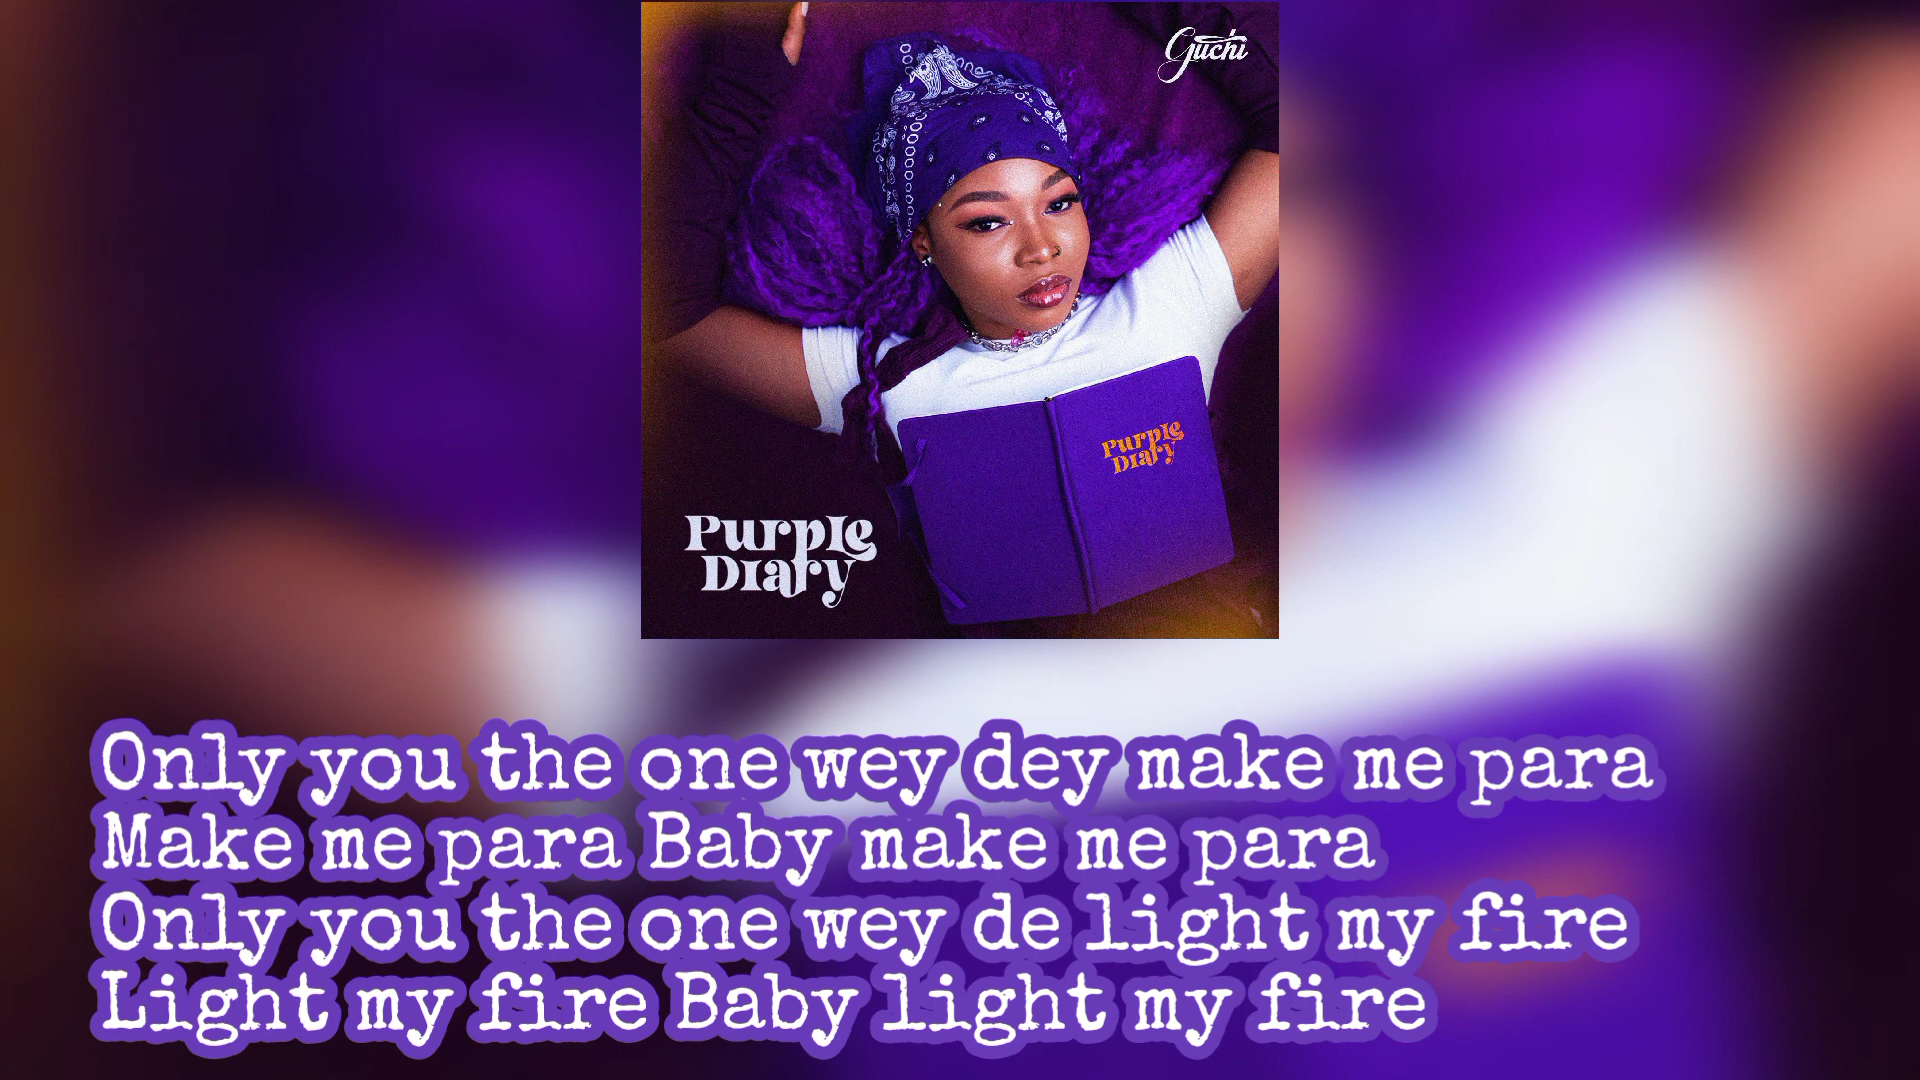 Guchi
Purple
Diary
Purple
Diary
Only you the one wey dey make me para
Make me para Baby make me para
Only you the one wey de light my fire
Light my fire Baby light my fire